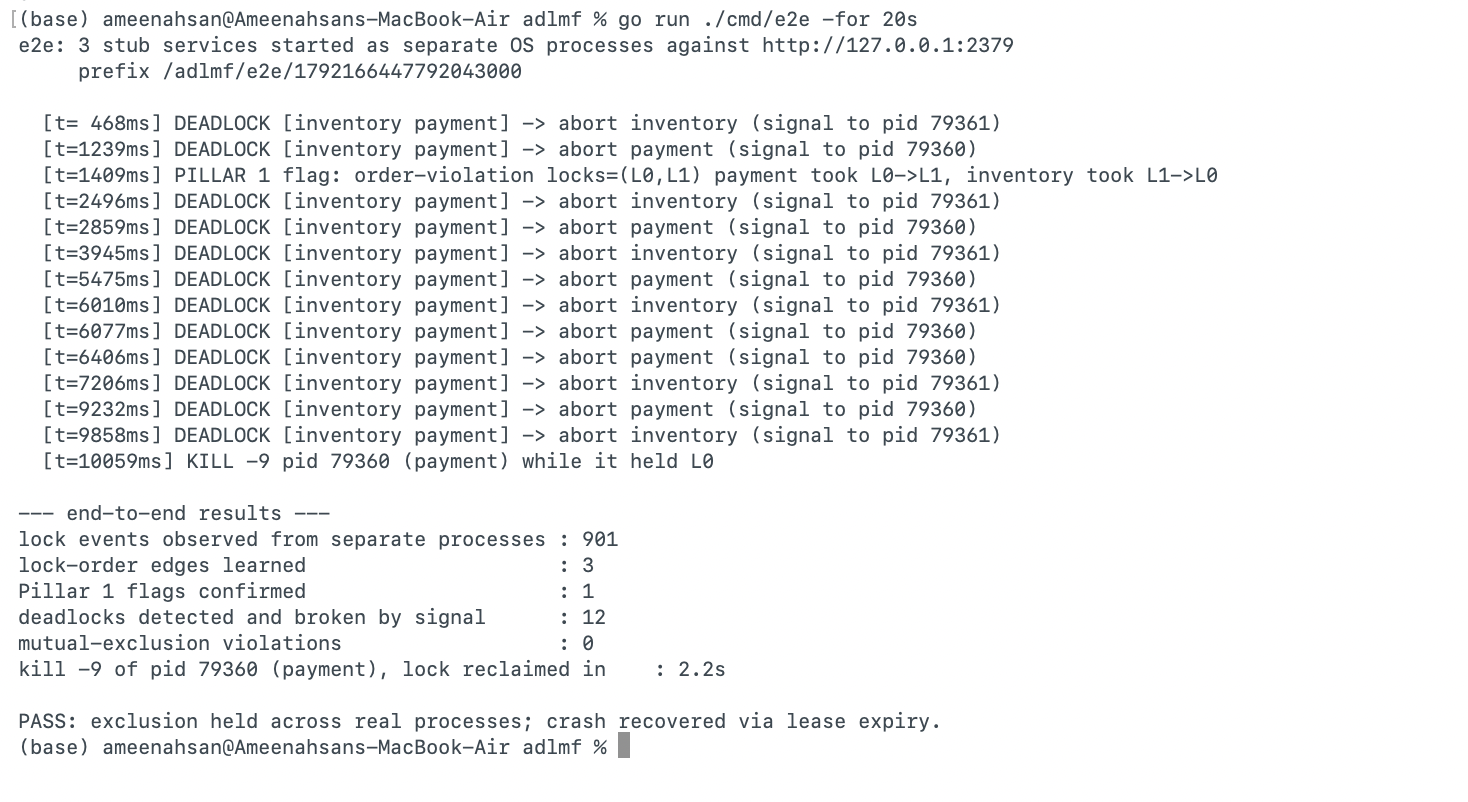 [(base) ameenahsan@Ameenahsans-MacBook-Air adlmf % go run ./cmd/e2e -for 20s
e2e: 3 stub services started as separate OS processes against http://127.0.0.1:2379
prefix /adlmf/e2e/1792166447792043000
[t= 468ms] DEADLOCK [inventory payment] -> abort inventory (signal to pid 79361)
[t=1239ms] DEADLOCK [inventory payment] -> abort payment (signal to pid 79360)
[t=1409ms] PILLAR 1 flag: order-violation locks=(L0,L1) payment took L0->L1, inventory took L1->L0
[t=2496ms] DEADLOCK [inventory payment] -> abort inventory (signal to pid 79361)
[t=2859ms] DEADLOCK [inventory payment] -> abort payment (signal to pid 79360)
[t=3945ms] DEADLOCK [inventory payment] -> abort inventory (signal to pid 79361)
[t=5475ms] DEADLOCK [inventory payment] -> abort payment (signal to pid 79360)
[t=6010ms] DEADLOCK [inventory payment] -> abort inventory (signal to pid 79361)
[t=6077ms] DEADLOCK [inventory payment] -> abort payment (signal to pid 79360)
[t=6406ms] DEADLOCK [inventory payment] -> abort payment (signal to pid 79360)
[t=7206ms] DEADLOCK [inventory payment] -> abort inventory (signal to pid 79361)
[t=9232ms] DEADLOCK [inventory payment] -> abort payment (signal to pid 79360)
[t=9858ms] DEADLOCK [inventory payment] -> abort inventory (signal to pid 79361)
[t=10059ms] KILL -9 pid 79360 (payment) while it held L0
--- end-to-end results ---
lock events observed from separate processes : 901
lock-order edges learned : 3
Pillar 1 flags confirmed : 1
deadlocks detected and broken by signal : 12
mutual-exclusion violations : 0
kill -9 of pid 79360 (payment), lock reclaimed in : 2.2s
PASS: exclusion held across real processes; crash recovered via lease expiry.
(base) ameenahsan@Ameenahsans-MacBook-Air adlmf %